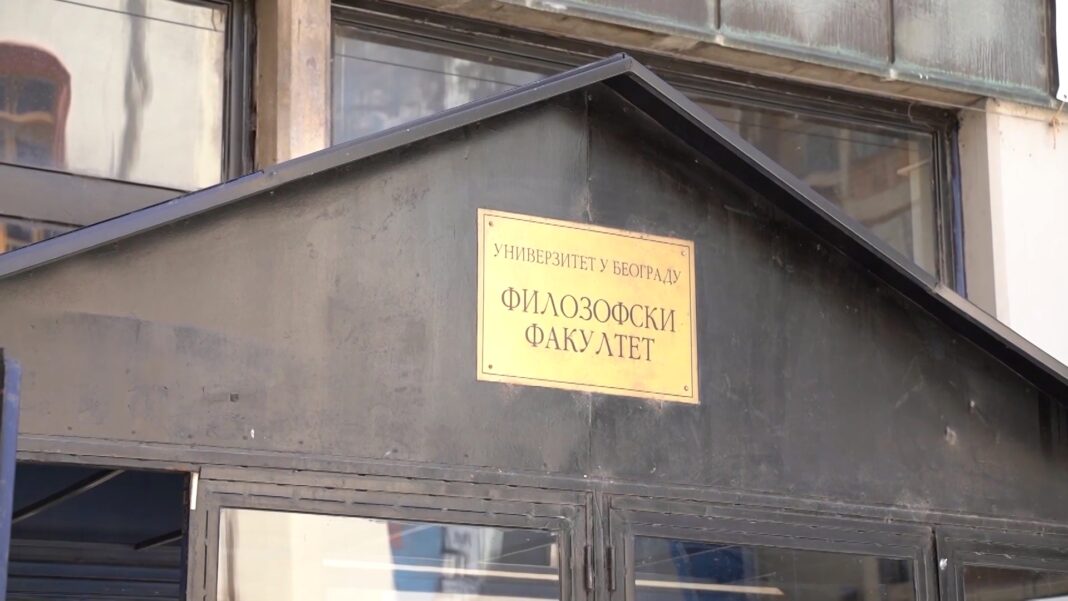 УНИВЕРЗИТЕТ У БЕОГРАДУ
ФИЛОЗОФСКИ
ФАКУЛТЕТ